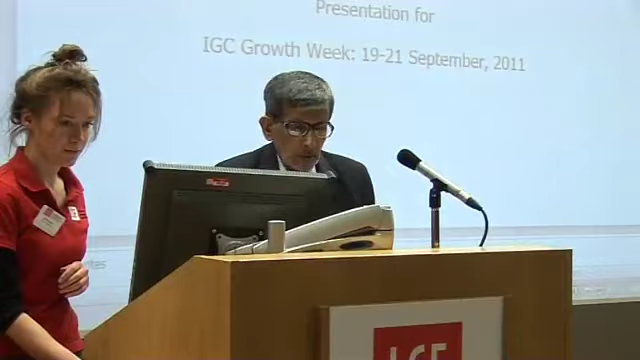 Presentation for
IGC Growth Week: 19-21 September, 2011
LSE